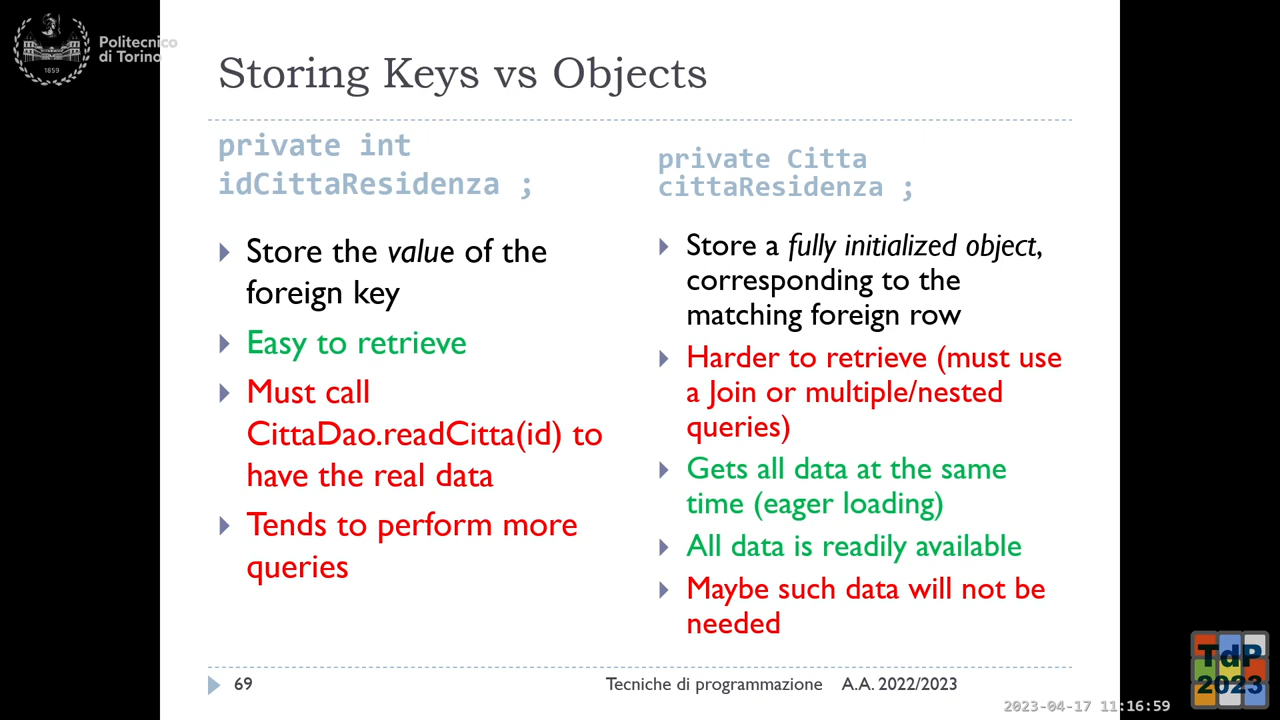 Politecnico
di Torino
1859
Storing Keys vs Objects
private int
idCittaResidenza ;
Store the value of the
foreign key
Easy to retrieve
Must call
CittaDao.readCitta(id) to
have the real data
Tends to perform more
queries
private Citta
cittaResidenza ;
Store a fully initialized object,
corresponding to the
matching foreign row
Harder to retrieve (must use
a Join or multiple/nested
queries)
Gets all data at the same
time (eager loading)
All data is readily available
Maybe such data will not be
needed
69
Tecniche di programmazione A.A. 2022/2023
TdP
2023
2023-04-17 11:16:59